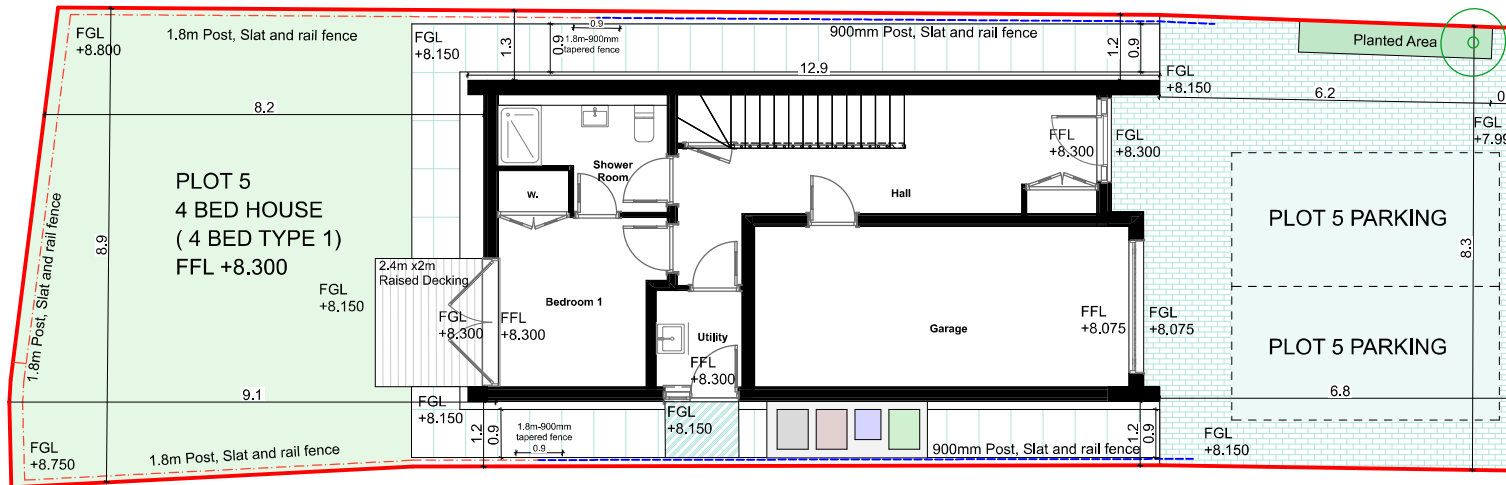 FGL
+8.800
1.8m Post, Slat and rail fence
FGL
+8.150
1.3
0.9
0.9
1.8m-900mm
tapered fence
900mm Post, Slat and rail fence
1.2
0.9
Planted Area
12.9
FGL
+8.150
6.2
FGL
8.2
Shower
Room
W.
FFL
+8.300
FGL
+8.300
Hall
PLOT 5
4 BED HOUSE
( 4 BED TYPE 1)
FFL +8.300
1.8m Post, Slat and rail fence
8.9
PLOT 5 PARKING
8.3
2.4m x2m
Raised Decking
FGL
+8.150
Bedroom 1
FGL
+8.300
FFL
+8.300
Utility
FFL
+8.300
Garage
FFL
+8.075
FGL
+8.075
PLOT 5 PARKING
9.1
6.8
FGL
+8.150
FGL
+8.150
1.2
0.9
1.8m-900mm
tapered fence
0.9
900mm Post, Slat and rail fence
1.2
0.9
FGL
+8.150
FGL
+8.750
1.8m Post, Slat and rail fence